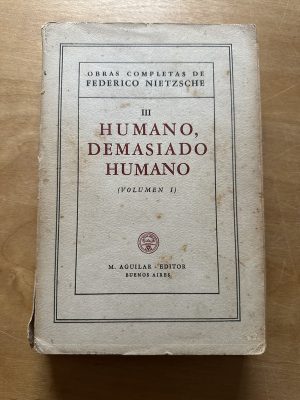 OBRAS COMPLETAS DE
FEDERICO NIETZSCHE
III
HUMANO,
DEMASIADO
HUMANO
(VOLUMEN I)
M. AGUILAR - EDITOR
BUENOS AIRES